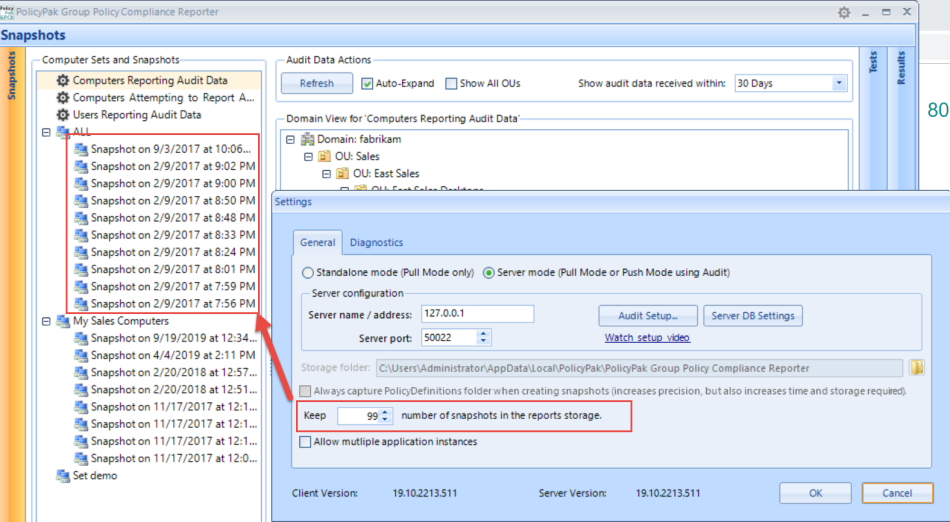 PolicyPak Group Policy Compliance Reporter
Snapshots
Snapshots
Computer Sets and Snapshots
Computers Reporting Audit Data
Computers Attempting to Report A...
Users Reporting Audit Data
ALL
Snapshot on 9/3/2017 at 10:06...
Snapshot on 2/9/2017 at 9:02 PM
Snapshot on 2/9/2017 at 9:00 PM
Snapshot on 2/9/2017 at 8:50 PM
Snapshot on 2/9/2017 at 8:48 PM
Snapshot on 2/9/2017 at 8:33 PM
Snapshot on 2/9/2017 at 8:24 PM
Snapshot on 2/9/2017 at 8:01 PM
Snapshot on 2/9/2017 at 7:59 PM
Snapshot on 2/9/2017 at 7:56 PM
My Sales Computers
Snapshot on 9/19/2019 at 12:34...
Snapshot on 4/4/2019 at 2:11 PM
Snapshot on 2/20/2018 at 12:57...
Snapshot on 2/20/2018 at 12:51...
Snapshot on 11/17/2017 at 12:1...
Snapshot on 11/17/2017 at 12:1...
Snapshot on 11/17/2017 at 12:1...
Snapshot on 11/17/2017 at 12:0...
Set demo
Audit Data Actions
Refresh Auto-Expand Show All OUs Show audit data received within: 30 Days
Domain View for 'Computers Reporting Audit Data'
Domain: fabrikam
OU: Sales
OU: East Sales
OU: East Sales Desktops
Tests
Results
80
Settings
General Diagnostics
Standalone mode (Pull Mode only) Server mode (Pull Mode or Push Mode using Audit)
Server configuration
Server name / address: 127.0.0.1 Audit Setup... Server DB Settings
Server port: 50022 Watch setup video
Storage folder: C:\Users\Administrator\AppData\Local\PolicyPak\PolicyPak Group Policy Compliance Reporter
Always capture PolicyDefinitions folder when creating snapshots (increases precision, but also increases time and storage required).
Keep 99 number of snapshots in the reports storage.
Allow mutliple application instances
Client Version: 19.10.2213.511 Server Version: 19.10.2213.511 OK Cancel